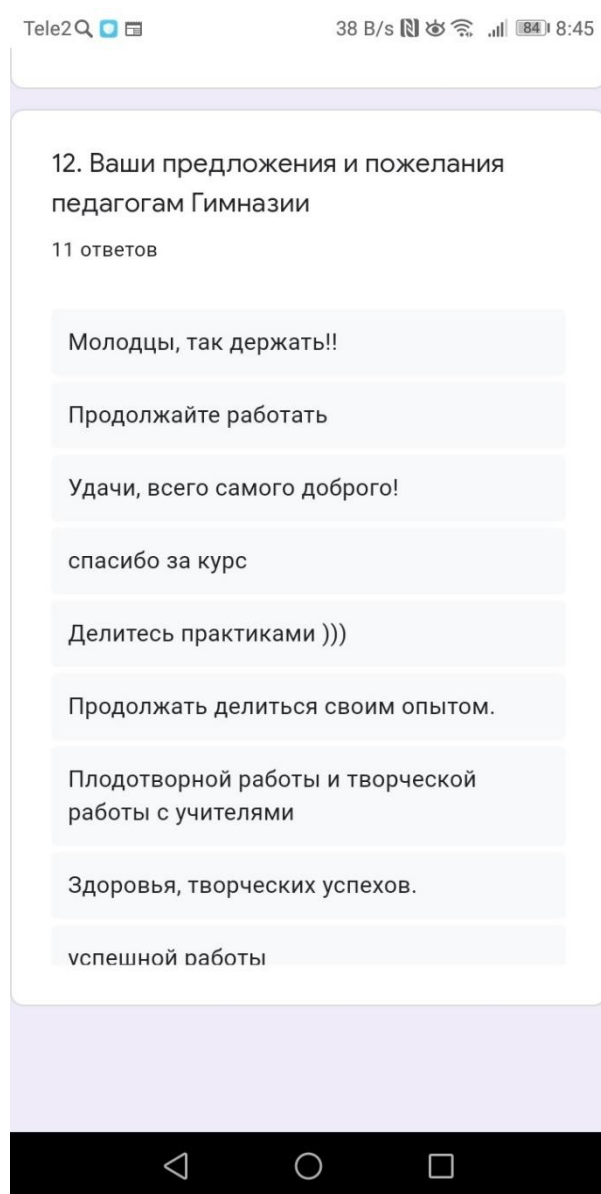 Tele2
38 B/s 84 8:45
12. Ваши предложения и пожелания
педагогам Гимназии
11 ответов
Молодцы, так держать!!
Продолжайте работать
Удачи, всего самого доброго!
спасибо за курс
Делитесь практиками )))
Продолжать делиться своим опытом.
Плодотворной работы и творческой
работы с учителями
Здоровья, творческих успехов.
успешной работы